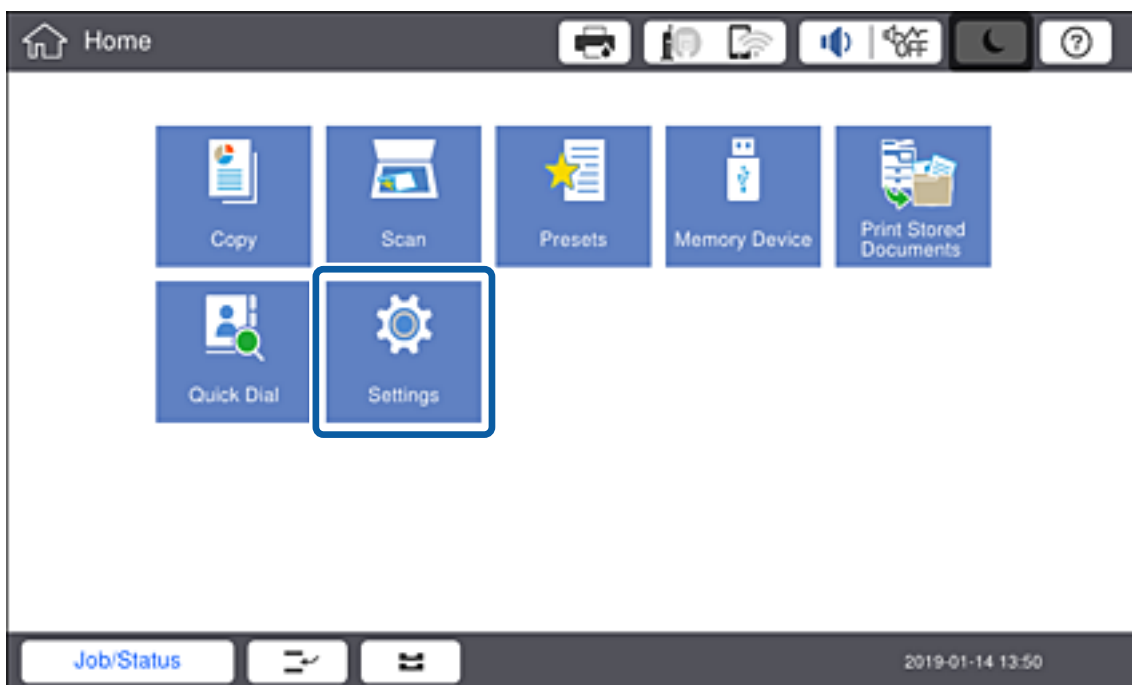 Home
OFF
?
Copy
Scan
Presets
Memory Device
Print Stored
Documents
Quick Dial
Settings
Job/Status
2019-01-14 13:50